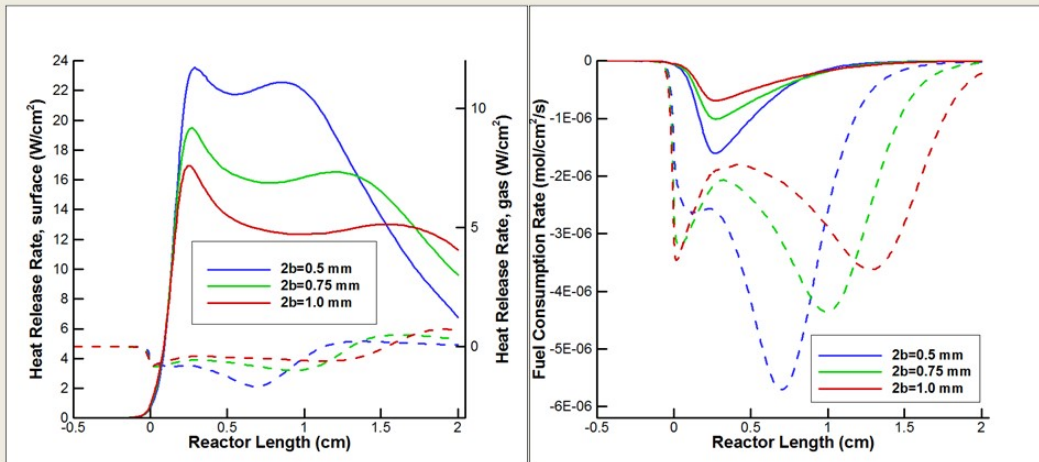 Heat Release Rate, surface (W/cm²)
24
22
20
18
16
14
12
10
8
6
4
2
0
-0.5
0
0.5
1
1.5
2
Reactor Length (cm)
10
5
0
Heat Release Rate, gas (W/cm²)
2b=0.5 mm
2b=0.75 mm
2b=1.0 mm
Fuel Consumption Rate (mol/cm²/s)
0
-1E-06
-2E-06
-3E-06
-4E-06
-5E-06
-6E-06
-0.5
0
0.5
1
1.5
2
Reactor Length (cm)
2b=0.5 mm
2b=0.75 mm
2b=1.0 mm